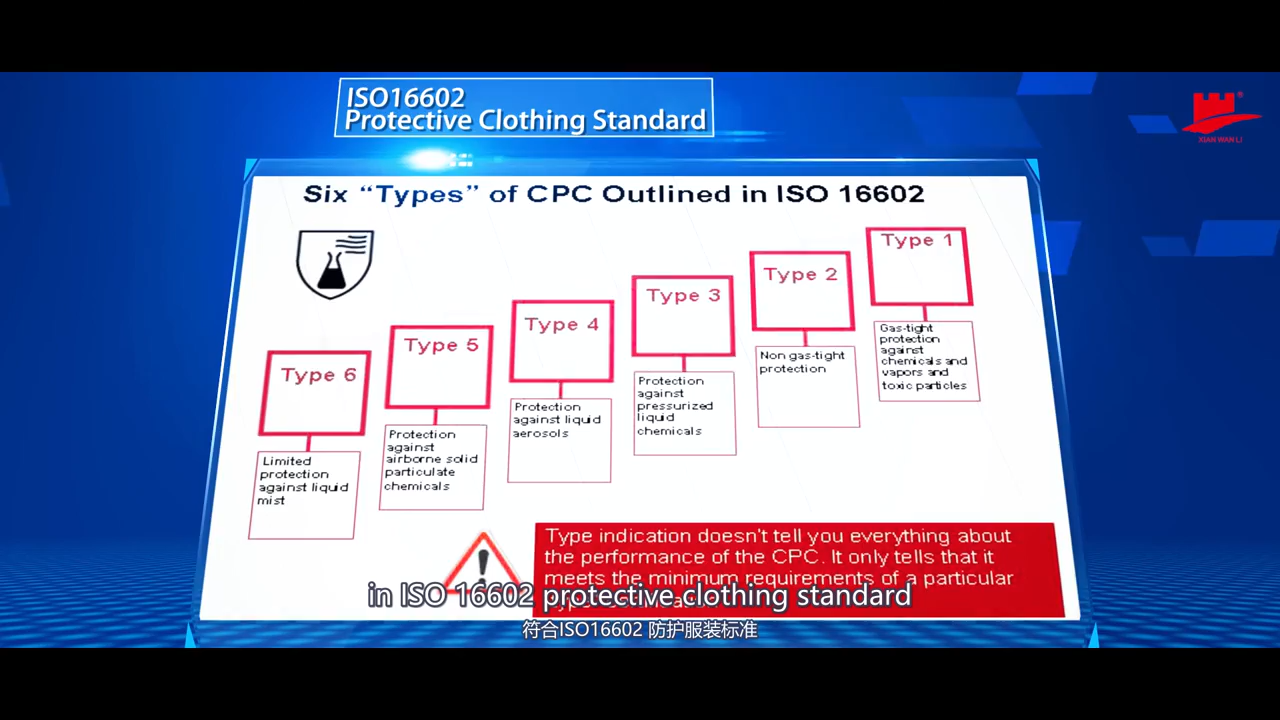 ISO16602
Protective Clothing Standard
XIAN WAN LI
Six “Types” of CPC Outlined in ISO 16602
Type 1
Gas-tight
protection
against
chemicals and
vapors and
toxic particles
Type 2
Non gas-tight
protection
Type 3
Protection
against
pressurized
liquid
chemicals
Type 4
Protection
against liquid
aerosols
Type 5
Protection
against
airborne solid
particulate
chemicals
Type 6
Limited
protection
against liquid
mist
Type indication doesn't tell you everything about
the performance of the CPC. It only tells that it
meets the minimum requirements of a particular
in ISO 16602 protective clothing standard
符合ISO16602 防护服装标准